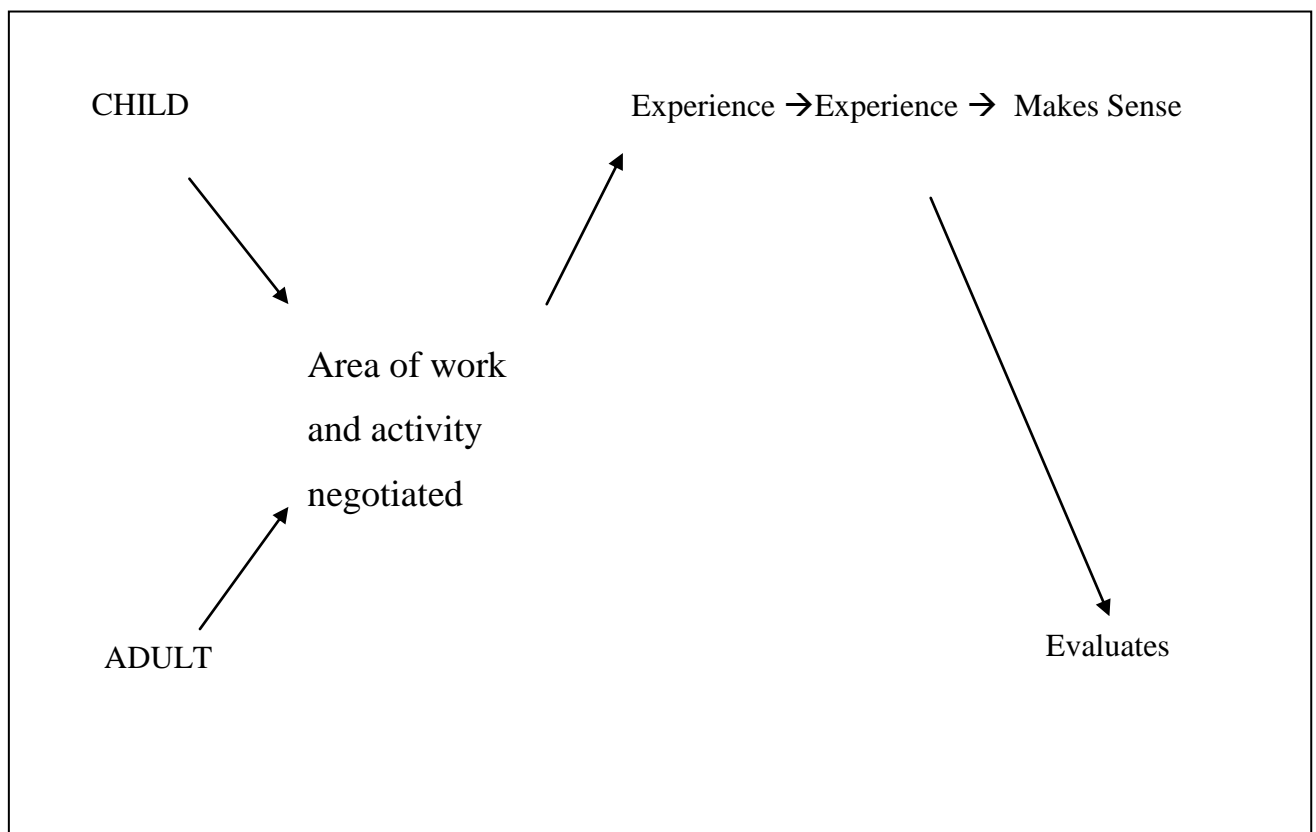 CHILD
Experience →Experience → Makes Sense
Area of work
and activity
negotiated
ADULT
Evaluates